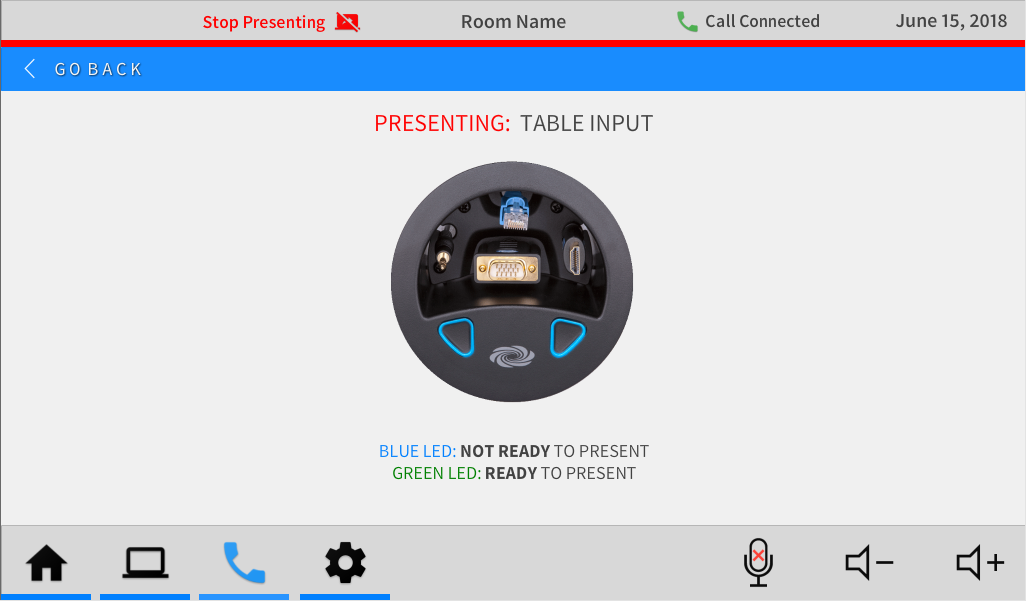 Stop Presenting
Room Name
Call Connected
June 15, 2018
GO BACK
PRESENTING: TABLE INPUT
BLUE LED: NOT READY TO PRESENT
GREEN LED: READY TO PRESENT